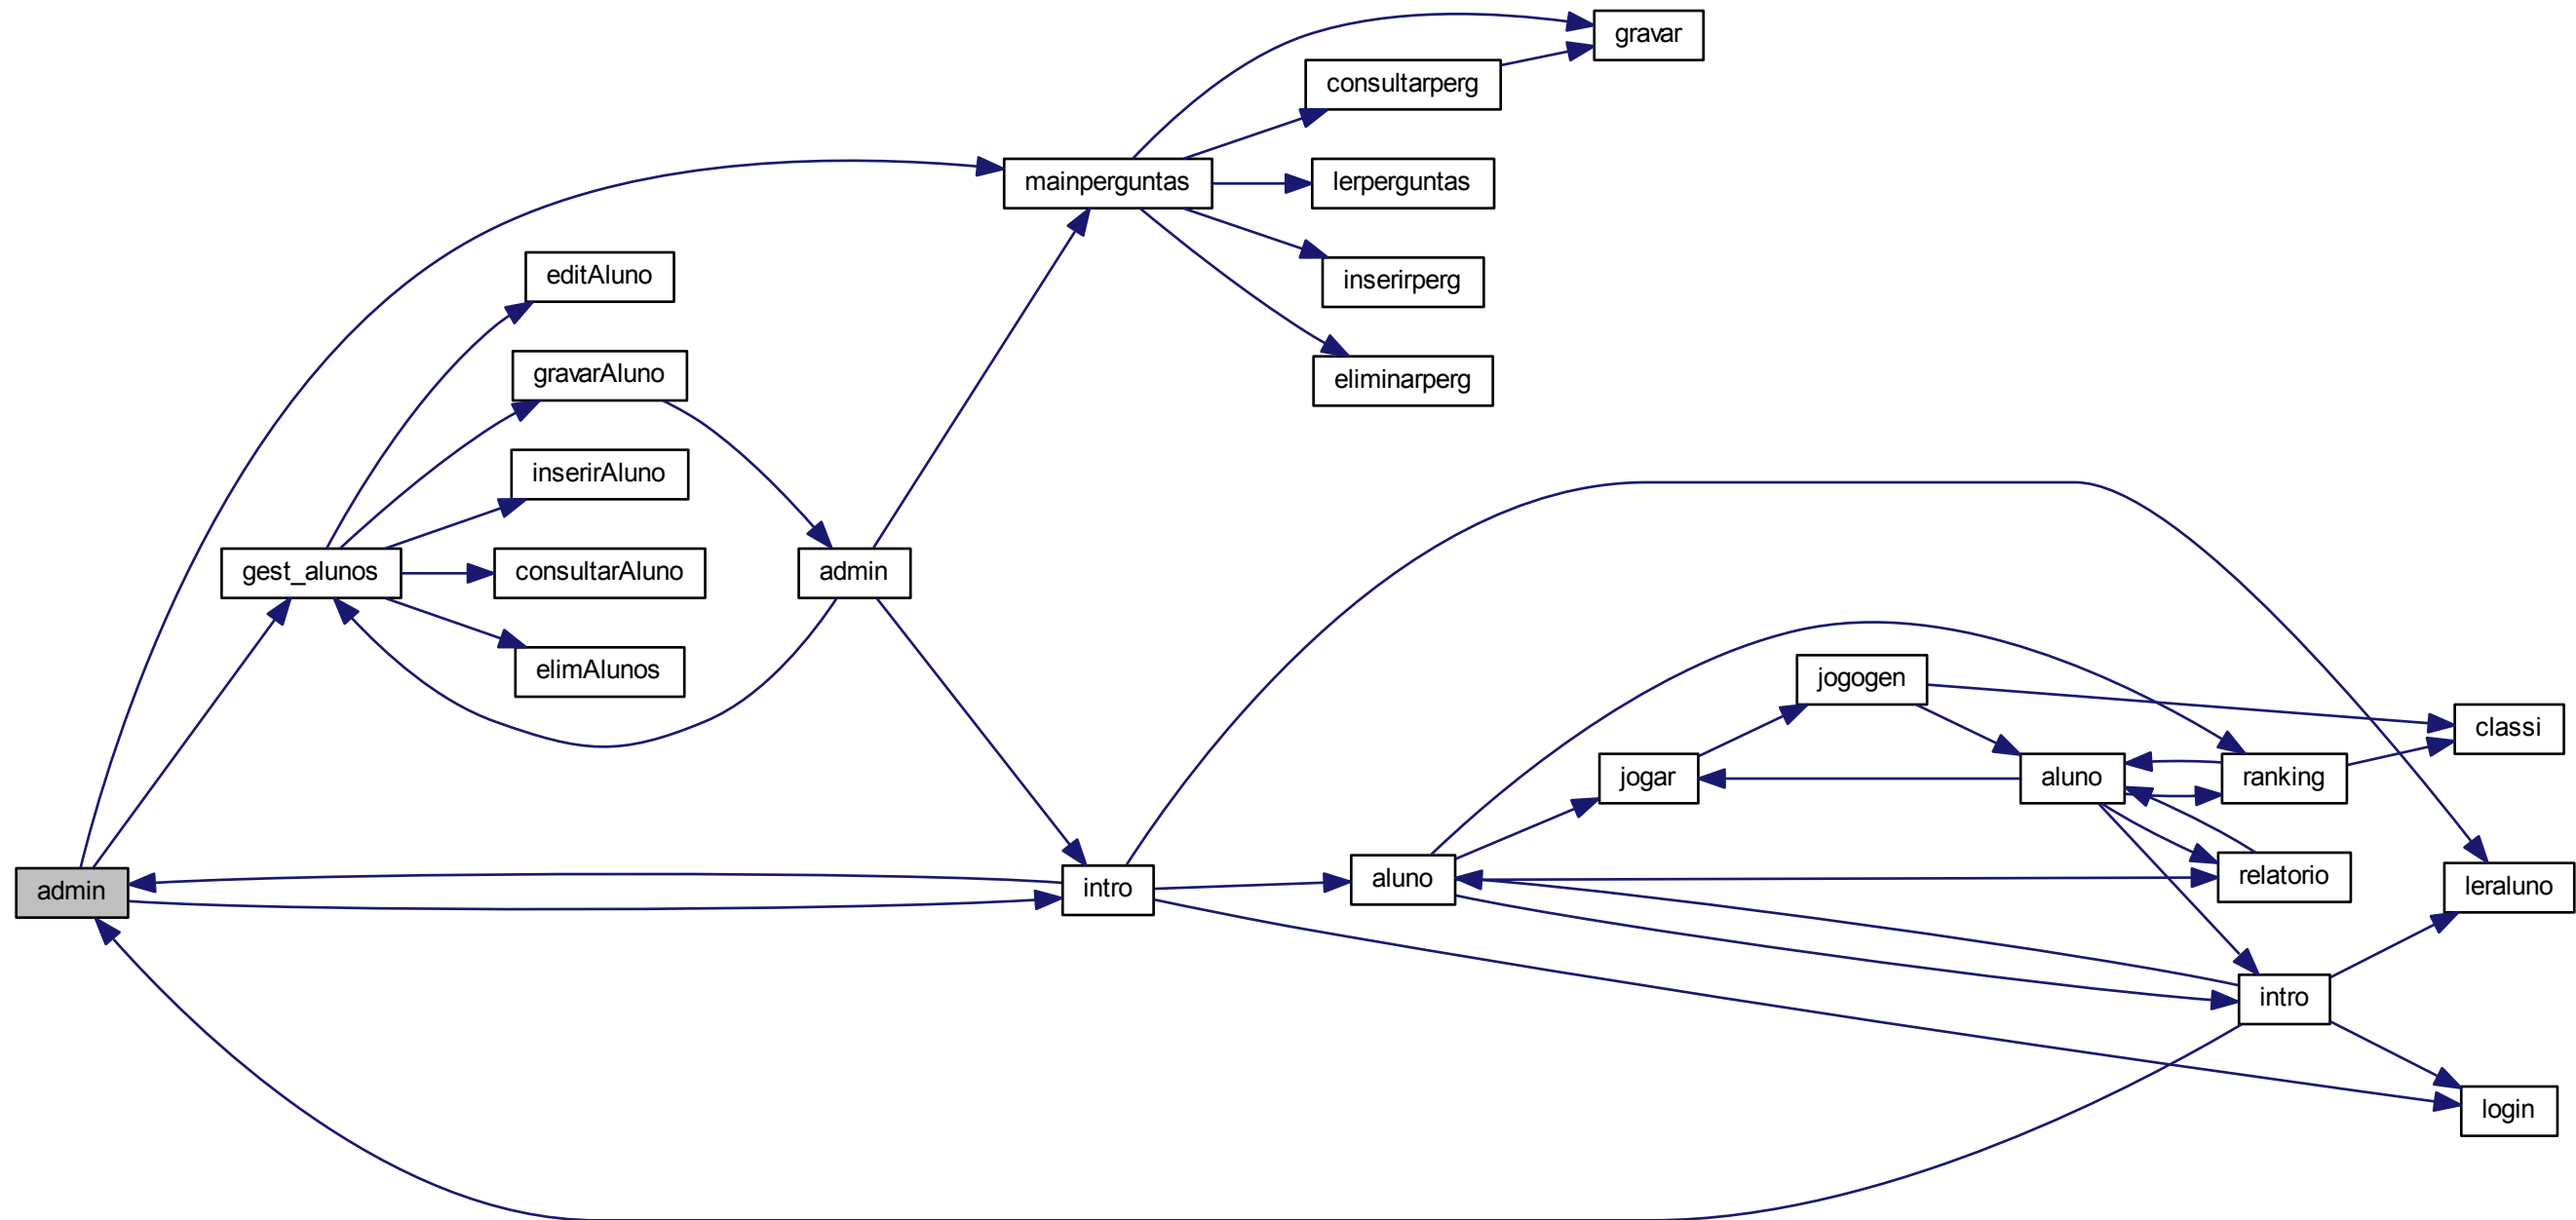 gravar
consultarperg
mainperguntas
lerperguntas
editAluno
inserirperg
gravarAluno
eliminarperg
inserirAluno
gest_alunos
consultarAluno
admin
elimAlunos
jogogen
classi
jogar
aluno
ranking
admin
intro
aluno
relatorio
leraluno
intro
login